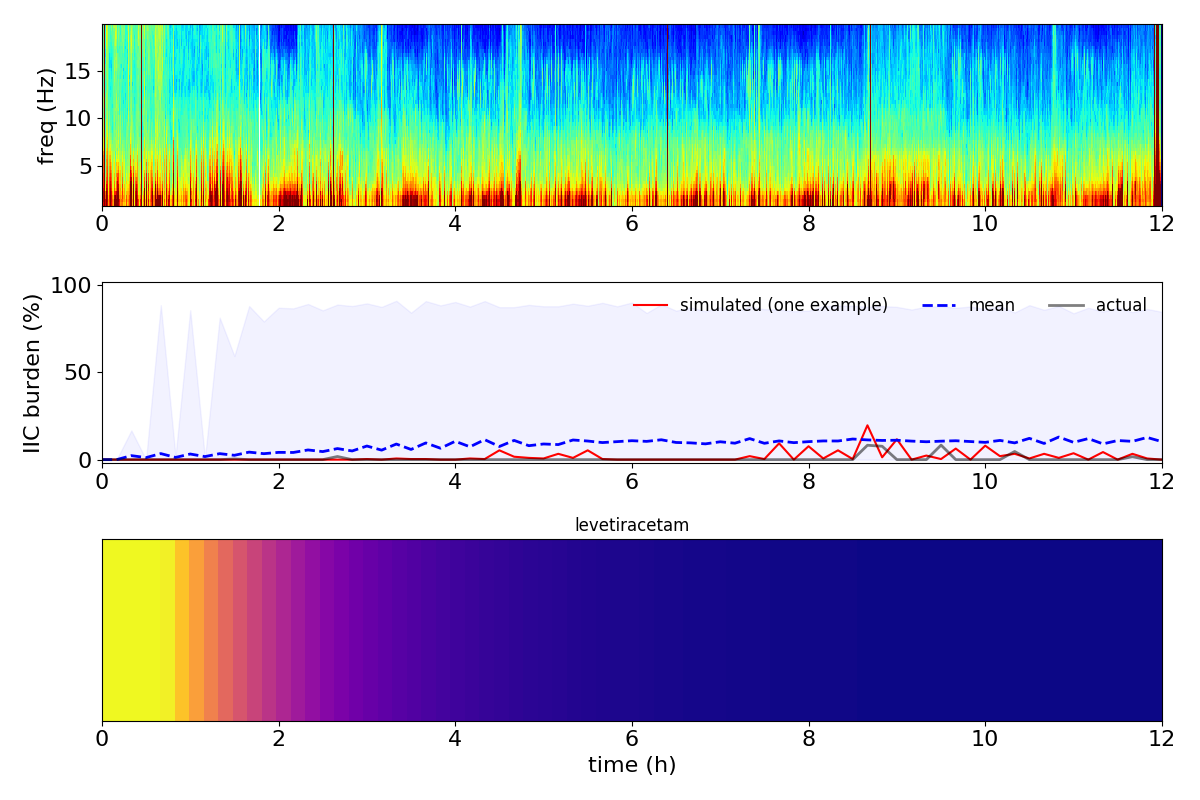 freq (Hz)
15
10
5
0 2 4 6 8 10 12
IIC burden (%)
100
50
0
simulated (one example) mean actual
0 2 4 6 8 10 12
levetiracetam
0 2 4 6 8 10 12
time (h)